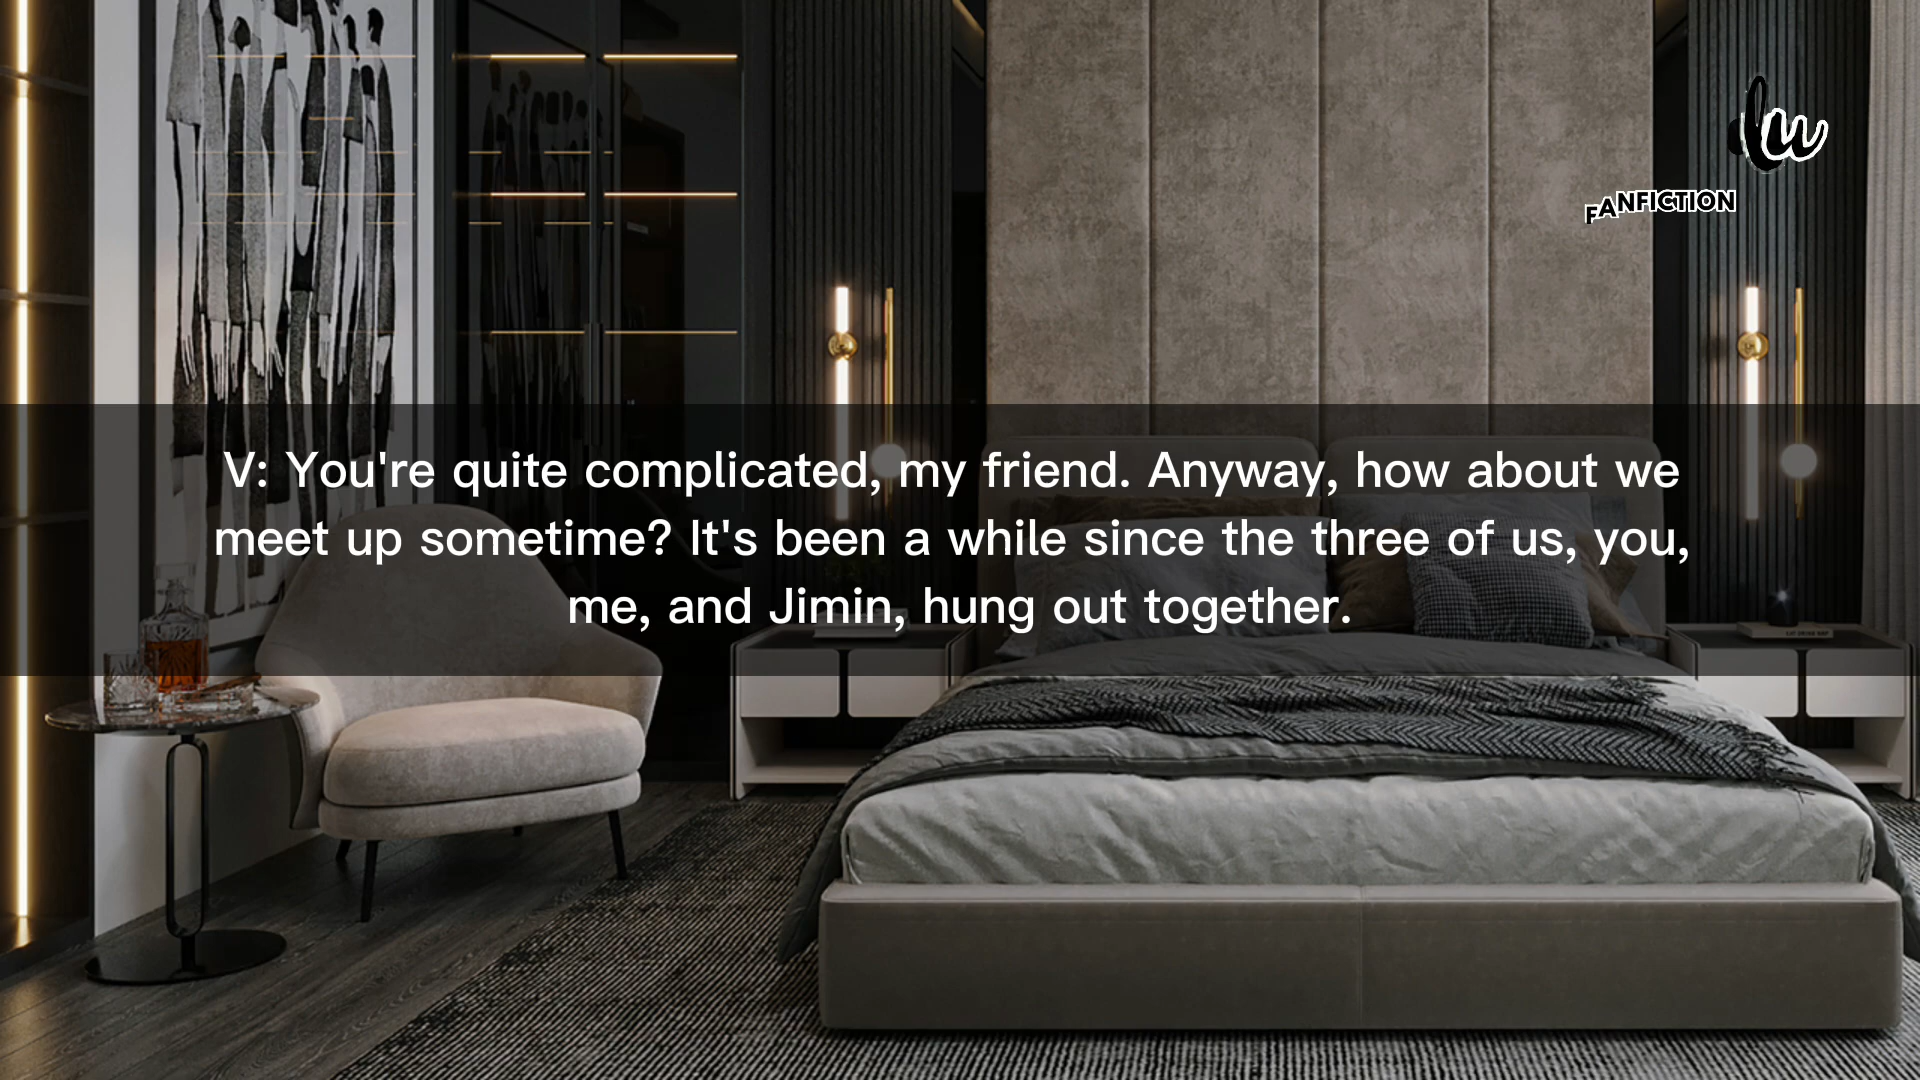 lw
FANFICTION
V: You're quite complicated, my friend. Anyway, how about we
meet up sometime? It's been a while since the three of us, you,
me, and Jimin, hung out together.